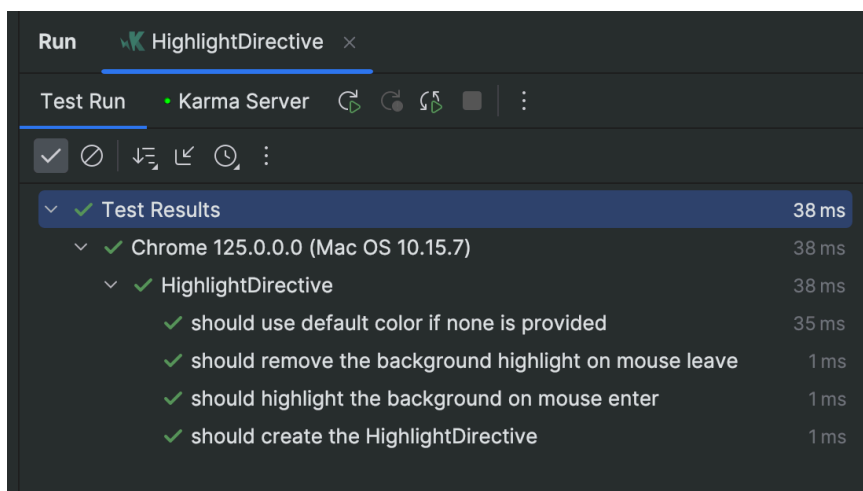 Run HighlightDirective
Test Run Karma Server
Test Results 38 ms
Chrome 125.0.0.0 (Mac OS 10.15.7) 38 ms
HighlightDirective 38 ms
should use default color if none is provided 35 ms
should remove the background highlight on mouse leave 1 ms
should highlight the background on mouse enter 1 ms
should create the HighlightDirective 1 ms